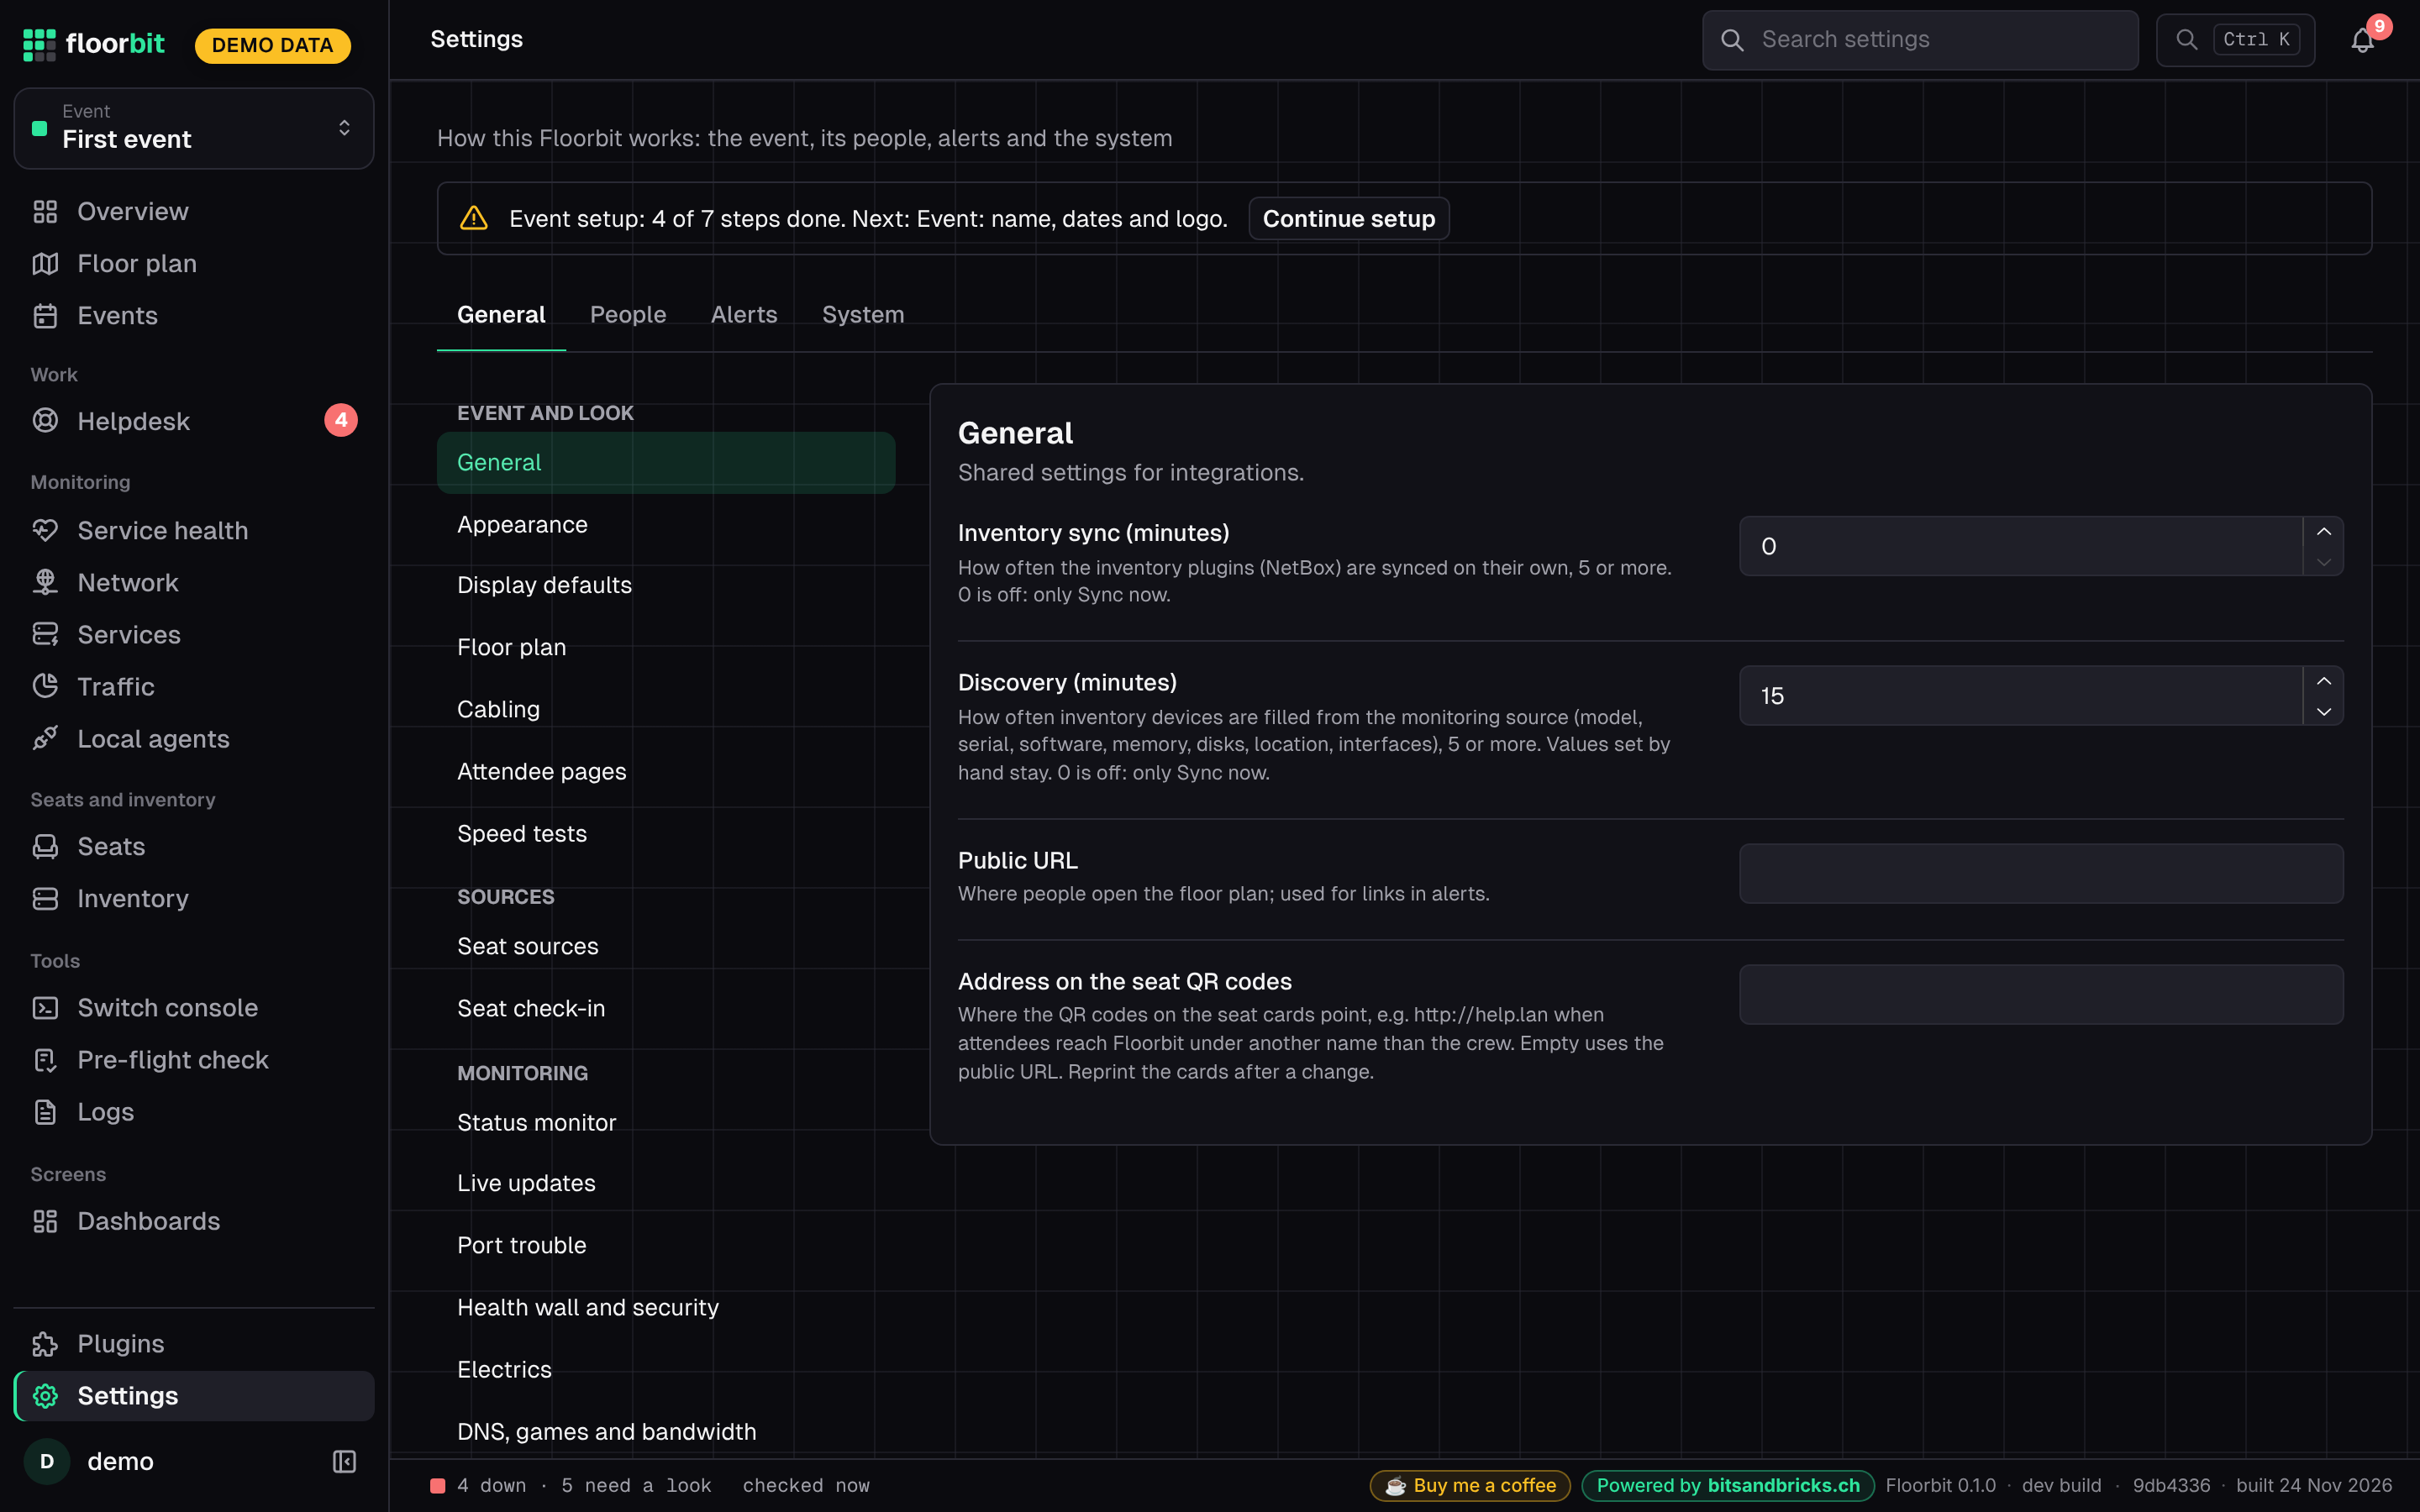 floorbit
DEMO DATA
Event
First event
Overview
Floor plan
Events
Work
Helpdesk
4
Monitoring
Service health
Network
Services
Traffic
Local agents
Seats and inventory
Seats
Inventory
Tools
Switch console
Pre-flight check
Logs
Screens
Dashboards
Plugins
Settings
D
demo
Settings
Search settings
Ctrl K
9
How this Floorbit works: the event, its people, alerts and the system
Event setup: 4 of 7 steps done. Next: Event: name, dates and logo.
Continue setup
General
People
Alerts
System
EVENT AND LOOK
General
Appearance
Display defaults
Floor plan
Cabling
Attendee pages
Speed tests
SOURCES
Seat sources
Seat check-in
MONITORING
Status monitor
Live updates
Port trouble
Health wall and security
Electrics
DNS, games and bandwidth
General
Shared settings for integrations.
Inventory sync (minutes)
How often the inventory plugins (NetBox) are synced on their own, 5 or more.
0 is off: only Sync now.
0
Discovery (minutes)
How often inventory devices are filled from the monitoring source (model,
serial, software, memory, disks, location, interfaces), 5 or more. Values set by
hand stay. 0 is off: only Sync now.
15
Public URL
Where people open the floor plan; used for links in alerts.
Address on the seat QR codes
Where the QR codes on the seat cards point, e.g. http://help.lan when
attendees reach Floorbit under another name than the crew. Empty uses the
public URL. Reprint the cards after a change.
4 down · 5 need a look checked now
Buy me a coffee
Powered by bitsandbricks.ch
Floorbit 0.1.0 · dev build · 9db4336 · built 24 Nov 2026